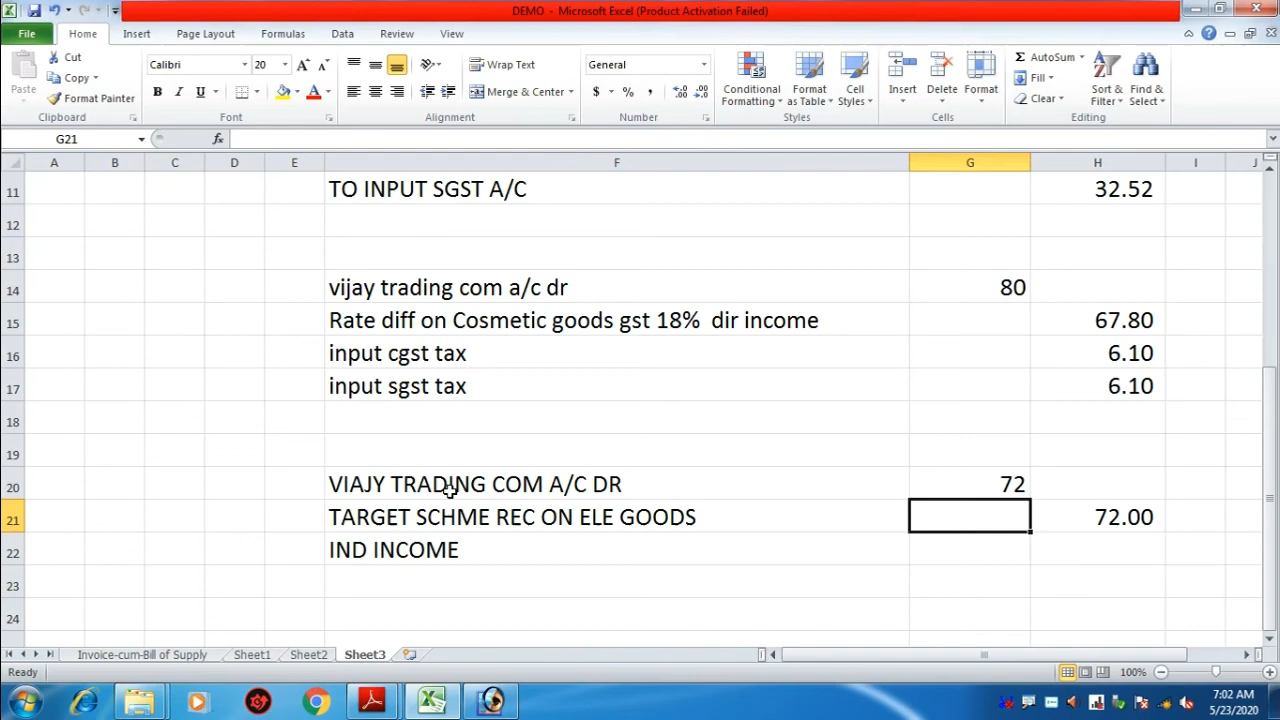 DEMO - Microsoft Excel (Product Activation Failed)
File Home Insert Page Layout Formulas Data Review View
Paste
Cut
Copy
Format Painter
Clipboard
Calibri 20
B I U
Font
Wrap Text
Merge & Center
Alignment
General
$ % ,
Number
Conditional Formatting
Format as Table
Cell Styles
Styles
Insert Delete Format
Cells
Σ AutoSum
Fill
Clear
Sort & Filter
Find & Select
Editing
G21 fx
A B C D E F G H I J
11 TO INPUT SGST A/C 32.52
12
13
14 vijay trading com a/c dr 80
15 Rate diff on Cosmetic goods gst 18% dir income 67.80
16 input cgst tax 6.10
17 input sgst tax 6.10
18
19
20 VIAJY TRADING COM A/C DR 72
21 TARGET SCHME REC ON ELE GOODS 72.00
22 IND INCOME
23
24
Invoice-cum-Bill of Supply Sheet1 Sheet2 Sheet3
Ready 100%
7:02 AM
5/23/2020